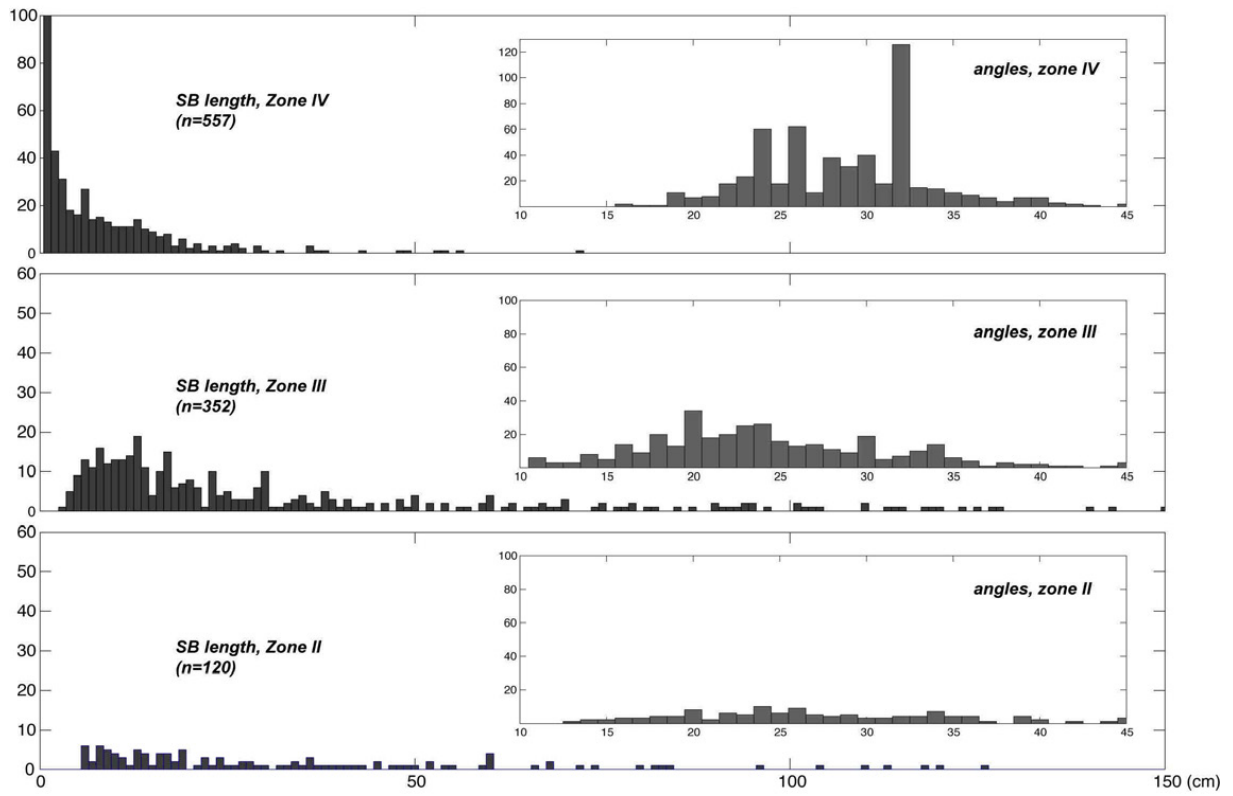 100
80
60
40
20
0
SB length, Zone IV
(n=557)
120
100
80
60
40
20
angles, zone IV
10 15 20 25 30 35 40 45
60
50
40
30
20
10
0
SB length, Zone III
(n=352)
100
80
60
40
20
angles, zone III
10 15 20 25 30 35 40 45
60
50
40
30
20
10
0
SB length, Zone II
(n=120)
100
80
60
40
20
angles, zone II
10 15 20 25 30 35 40 45
0 50 100 150 (cm)